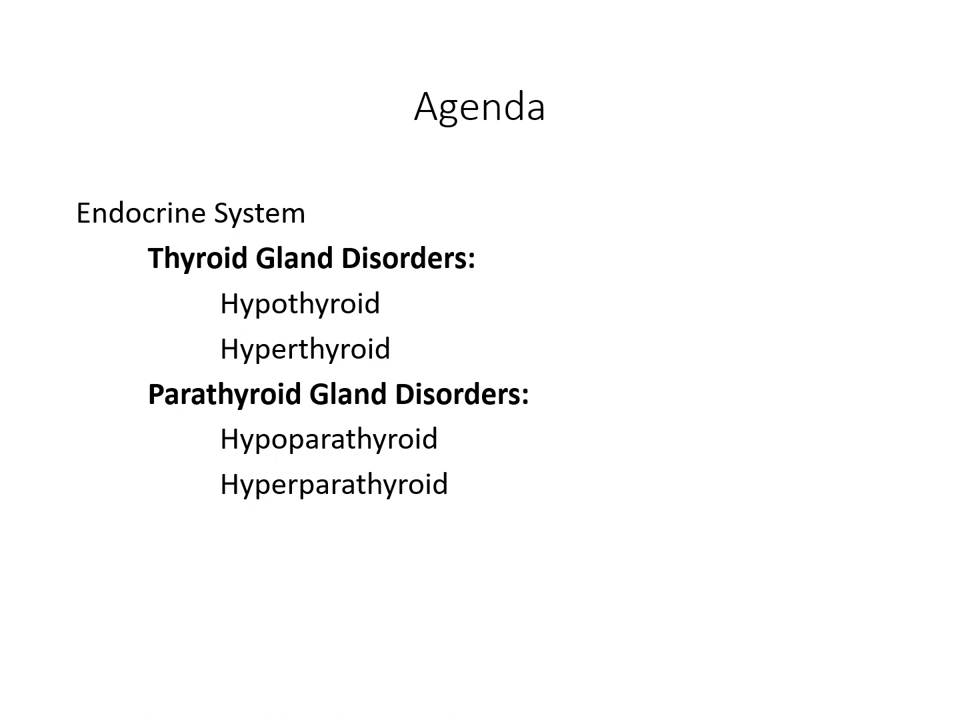 Agenda
Endocrine System
Thyroid Gland Disorders:
Hypothyroid
Hyperthyroid
Parathyroid Gland Disorders:
Hypoparathyroid
Hyperparathyroid